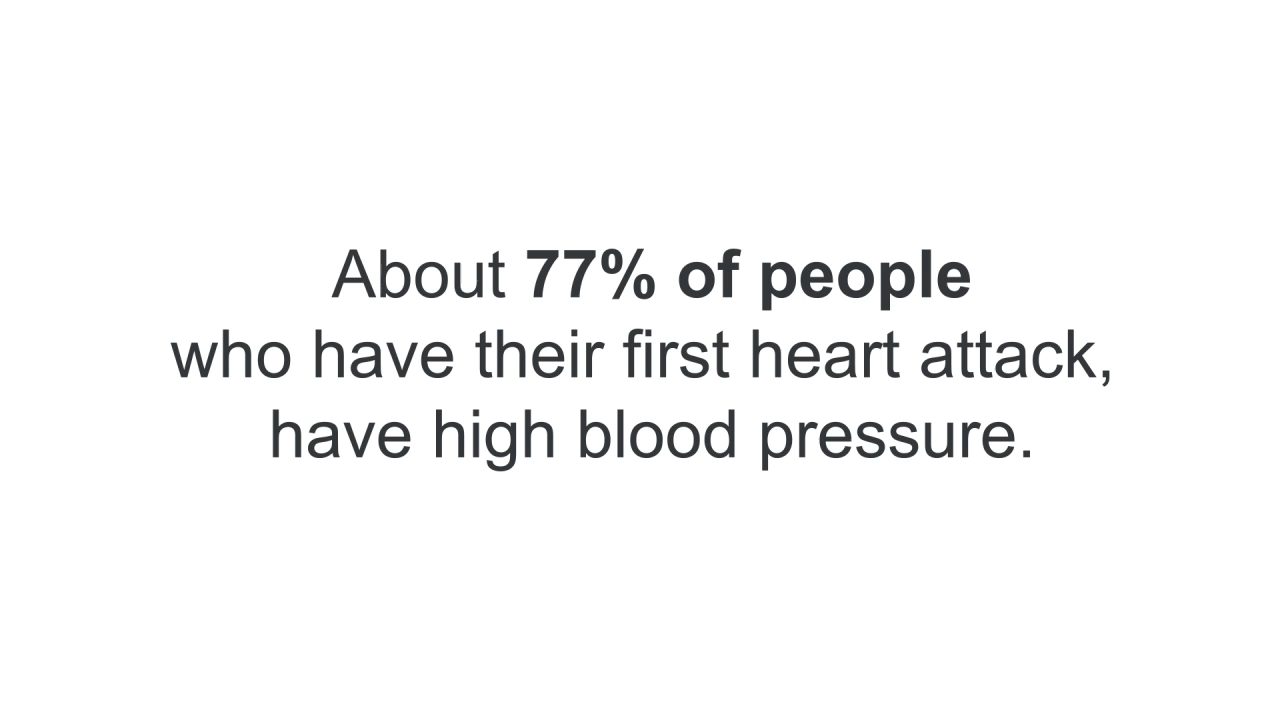 About 77% of people
who have their first heart attack,
have high blood pressure.